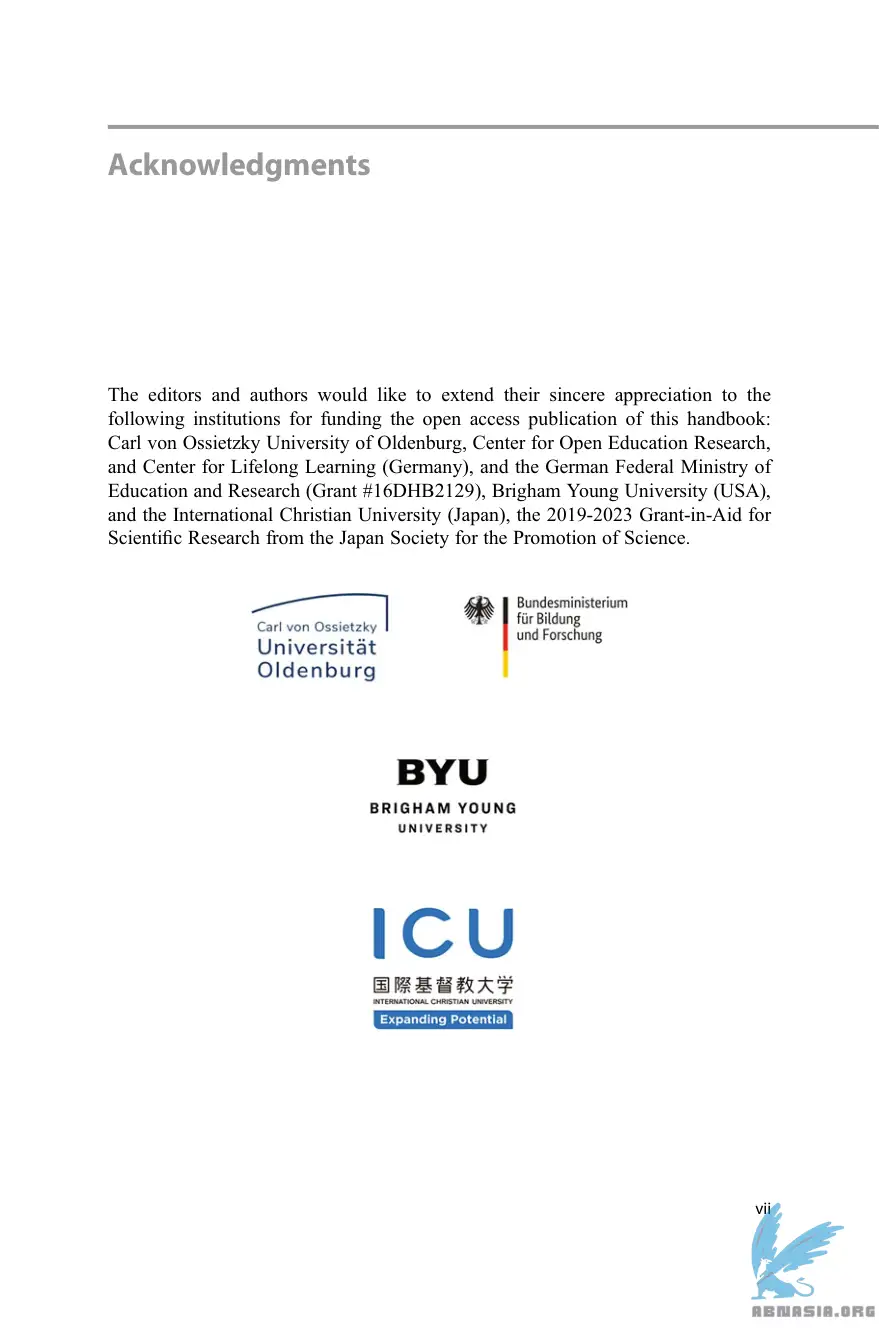 Acknowledgments
The editors and authors would like to extend their sincere appreciation to the
following institutions for funding the open access publication of this handbook:
Carl von Ossietzky University of Oldenburg, Center for Open Education Research,
and Center for Lifelong Learning (Germany), and the German Federal Ministry of
Education and Research (Grant #16DHB2129), Brigham Young University (USA),
and the International Christian University (Japan), the 2019-2023 Grant-in-Aid for
Scientific Research from the Japan Society for the Promotion of Science.
Carl von Ossietzky
Universität
Oldenburg
Bundesministerium
für Bildung
und Forschung
BYU
BRIGHAM YOUNG
UNIVERSITY
ICU
国際基督教大学
INTERNATIONAL CHRISTIAN UNIVERSITY
Expanding Potential
vii
ABNASIA.ORG